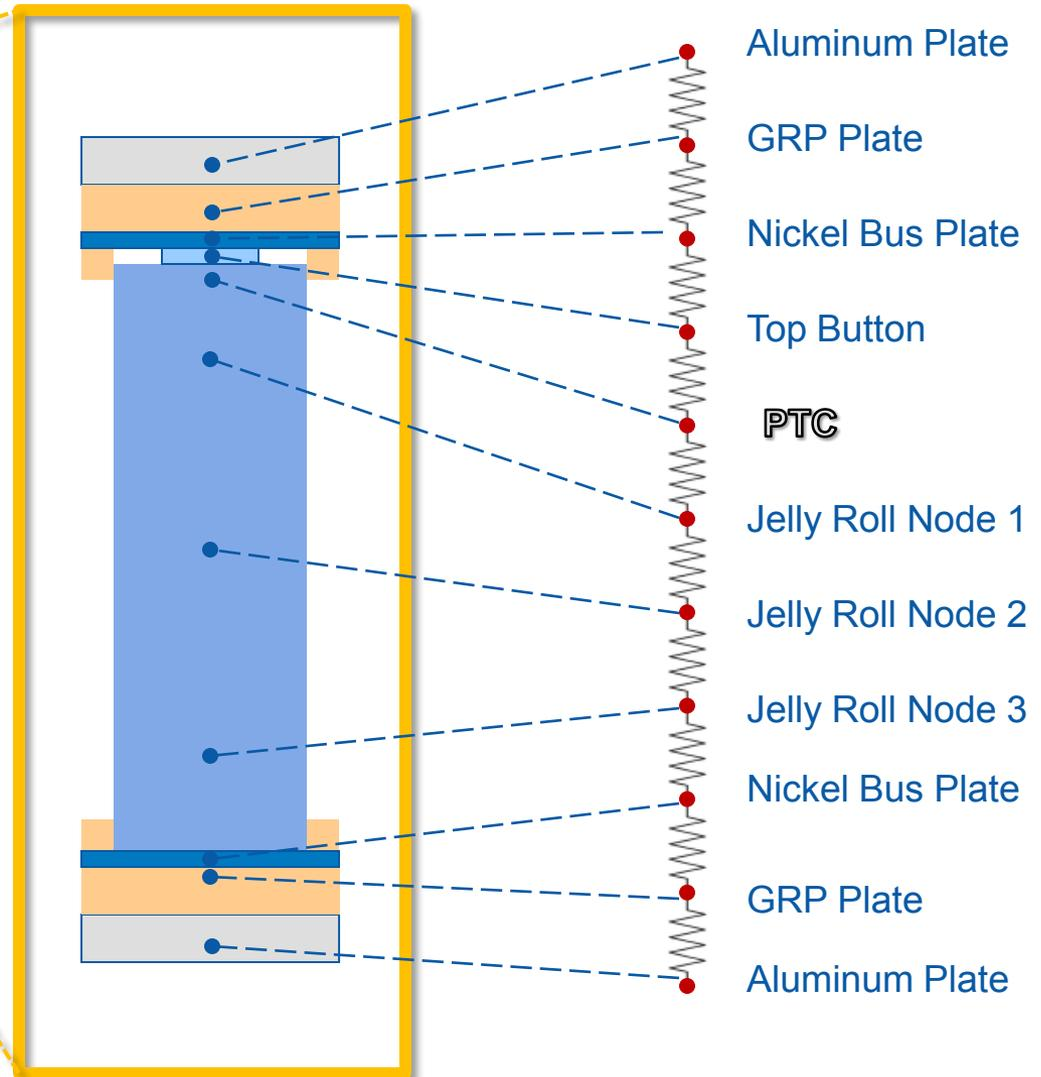 Aluminum Plate
GRP Plate
Nickel Bus Plate
Top Button
PTC
Jelly Roll Node 1
Jelly Roll Node 2
Jelly Roll Node 3
Nickel Bus Plate
GRP Plate
Aluminum Plate